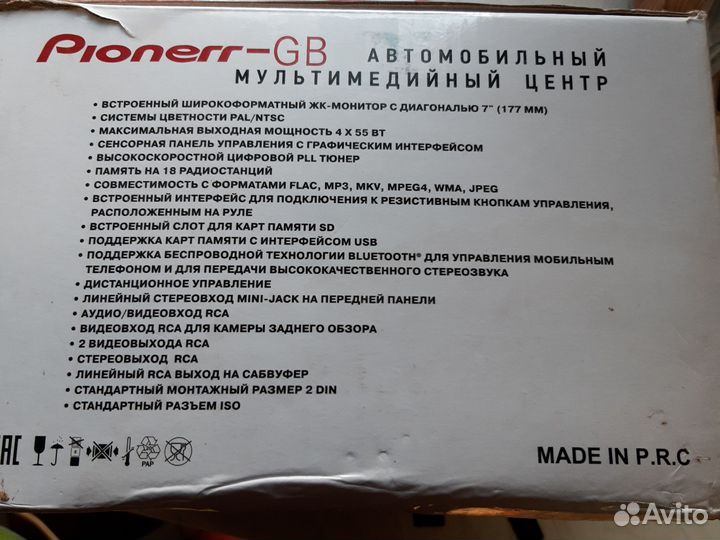 Pionerr-GB АВТОМОБИЛЬНЫЙ
МУЛЬТИМЕДИЙНЫЙ ЦЕНТР
• ВСТРОЕННЫЙ ШИРОКОФОРМАТНЫЙ ЖК-МОНИТОР С ДИАГОНАЛЬЮ 7" (177 ММ)
• СИСТЕМЫ ЦВЕТНОСТИ PAL/NTSC
• МАКСИМАЛЬНАЯ ВЫХОДНАЯ МОЩНОСТЬ 4 X 55 ВТ
• СЕНСОРНАЯ ПАНЕЛЬ УПРАВЛЕНИЯ С ГРАФИЧЕСКИМ ИНТЕРФЕЙСОМ
• ВЫСОКОСКОРОСТНОЙ ЦИФРОВОЙ PLL ТЮНЕР
• ПАМЯТЬ НА 18 РАДИОСТАНЦИЙ
• СОВМЕСТИМОСТЬ С ФОРМАТАМИ FLAC, MP3, MKV, MPEG4, WMA, JPEG
• ВСТРОЕННЫЙ ИНТЕРФЕЙС ДЛЯ ПОДКЛЮЧЕНИЯ К РЕЗИСТИВНЫМ КНОПКАМ УПРАВЛЕНИЯ,
РАСПОЛОЖЕННЫМ НА РУЛЕ
• ВСТРОЕННЫЙ СЛОТ ДЛЯ КАРТ ПАМЯТИ SD
• ПОДДЕРЖКА КАРТ ПАМЯТИ С ИНТЕРФЕЙСОМ USB
• ПОДДЕРЖКА БЕСПРОВОДНОЙ ТЕХНОЛОГИИ BLUETOOTH® ДЛЯ УПРАВЛЕНИЯ МОБИЛЬНЫМ
ТЕЛЕФОНОМ И ДЛЯ ПЕРЕДАЧИ ВЫСОКОКАЧЕСТВЕННОГО СТЕРЕОЗВУКА
• ДИСТАНЦИОННОЕ УПРАВЛЕНИЕ
• ЛИНЕЙНЫЙ СТЕРЕОВХОД MINI-JACK НА ПЕРЕДНЕЙ ПАНЕЛИ
• АУДИО/ВИДЕОВХОД RCA
• ВИДЕОВХОД RCA ДЛЯ КАМЕРЫ ЗАДНЕГО ОБЗОРА
• 2 ВИДЕОВЫХОДА RCA
• СТЕРЕОВЫХОД RCA
• ЛИНЕЙНЫЙ RCA ВЫХОД НА САБВУФЕР
• СТАНДАРТНЫЙ МОНТАЖНЫЙ РАЗМЕР 2 DIN
• СТАНДАРТНЫЙ РАЗЪЕМ ISO
EAC
PAP
MADE IN P.R.C
Avito